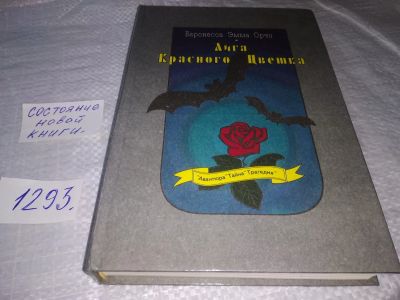 Баронесса Эмма Орчи
Лига
Красного Цветка
"Авантюра" Тайна" Трагедия"
состояние
новой
книги.
1293.